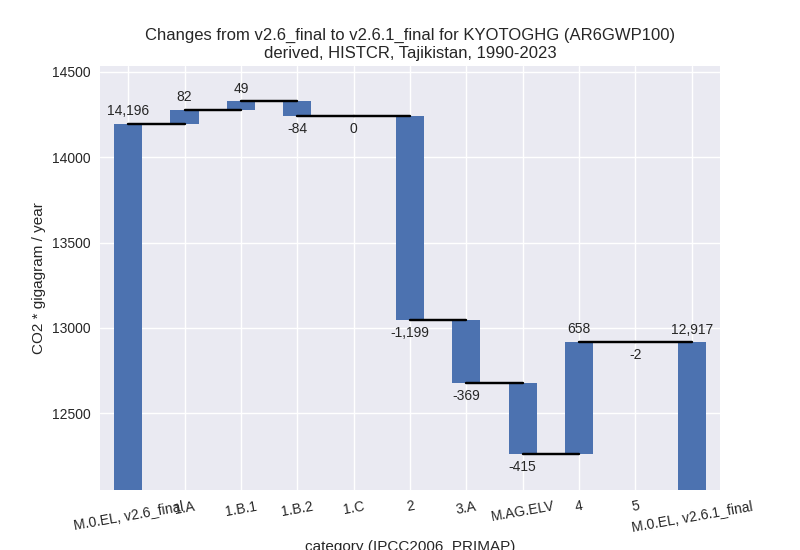 Changes from v2.6_final to v2.6.1_final for KYOTOGHG (AR6GWP100)
derived, HISTCR, Tajikistan, 1990-2023
CO2 * gigagram / year
14500
14000
13500
13000
12500
14,196
82
49
-84
0
-1,199
-369
-415
658
-2
12,917
M.0.EL, v2.6_final
1.A
1.B.1
1.B.2
1.C
2
3.A
M.AG.ELV
4
5
M.0.EL, v2.6.1_final
category (IPCC2006_PRIMAP)